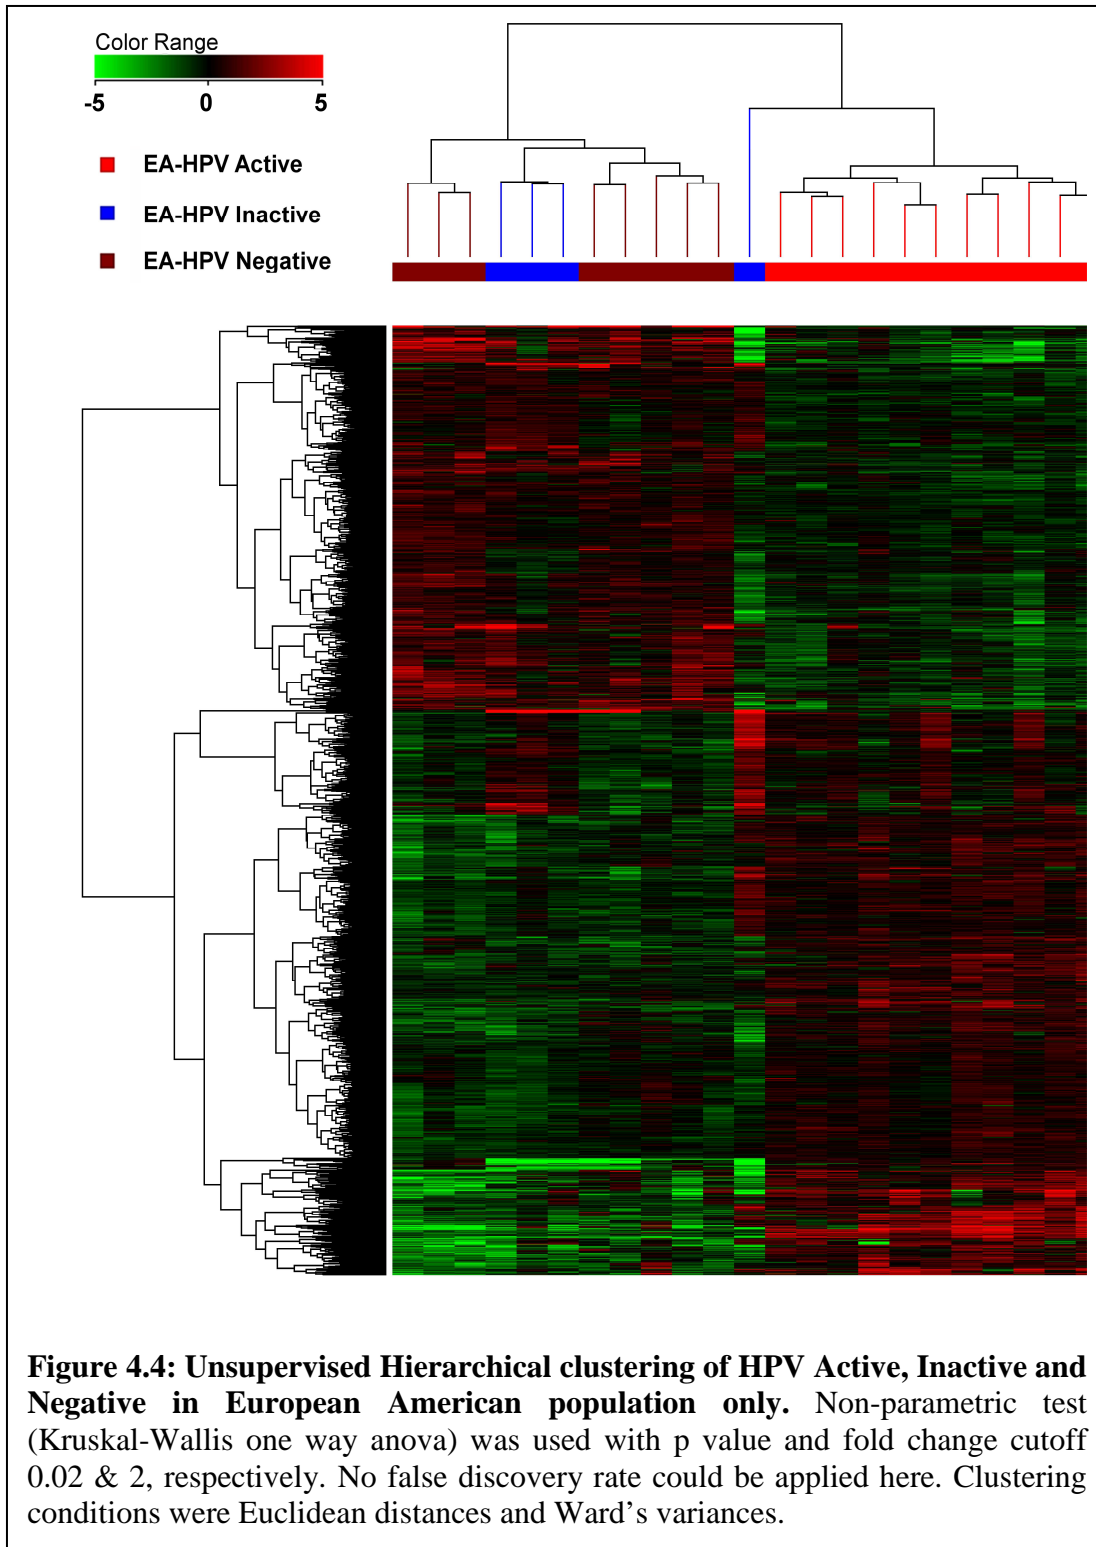 Color Range
-5 0 5
EA-HPV Active
EA-HPV Inactive
EA-HPV Negative
Figure 4.4: Unsupervised Hierarchical clustering of HPV Active, Inactive and
Negative in European American population only. Non-parametric test
(Kruskal-Wallis one way anova) was used with p value and fold change cutoff
0.02 & 2, respectively. No false discovery rate could be applied here. Clustering
conditions were Euclidean distances and Ward’s variances.